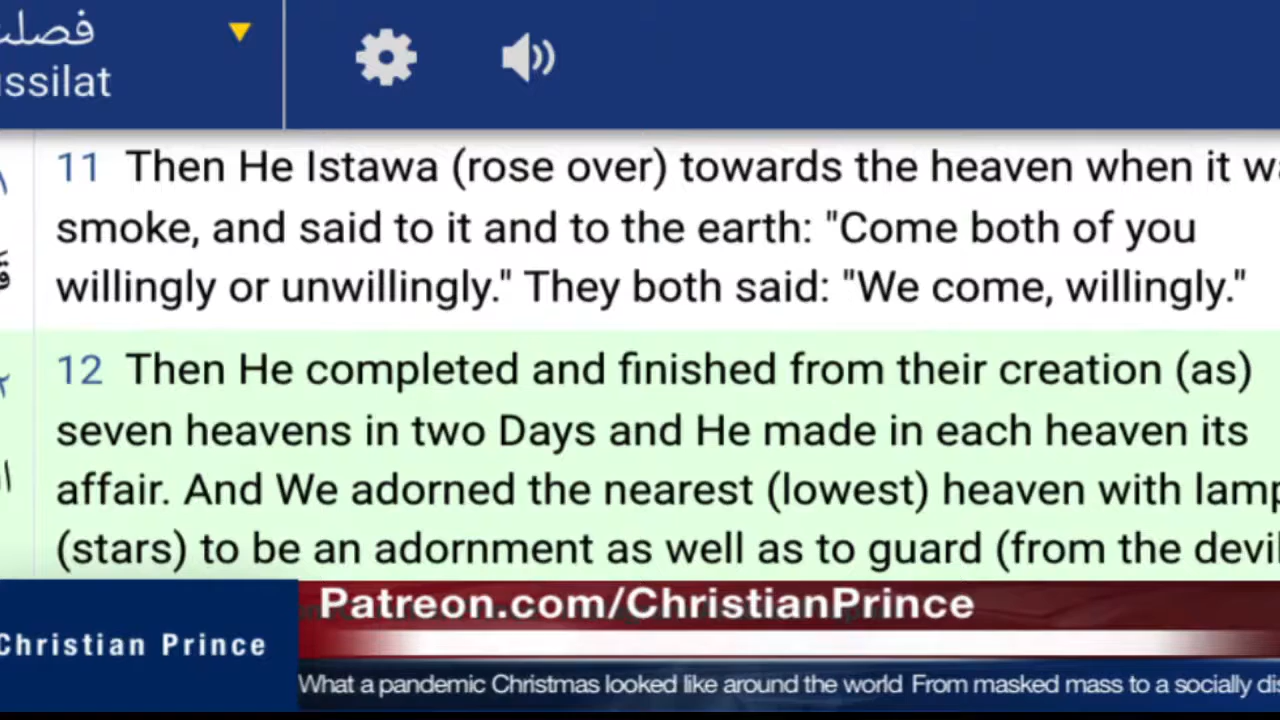 فصلت
ssilat
11 Then He Istawa (rose over) towards the heaven when it wa
smoke, and said to it and to the earth: "Come both of you
willingly or unwillingly." They both said: "We come, willingly."
12 Then He completed and finished from their creation (as)
seven heavens in two Days and He made in each heaven its
affair. And We adorned the nearest (lowest) heaven with lamp
(stars) to be an adornment as well as to guard (from the devil
Patreon.com/ChristianPrince
Christian Prince
What a pandemic Christmas looked like around the world From masked mass to a socially dis